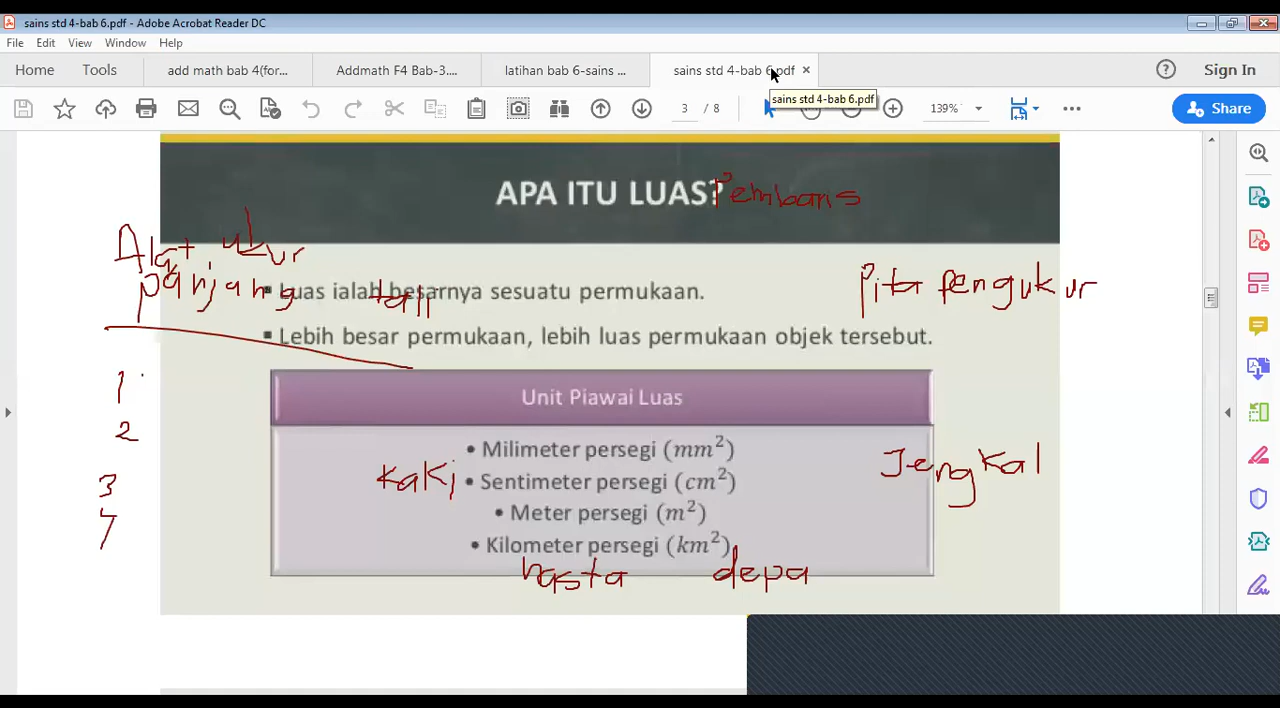 sains std 4-bab 6.pdf - Adobe Acrobat Reader DC
File Edit View Window Help
Home Tools add math bab 4(for... Addmath F4 Bab-3.... latihan bab 6-sains ... sains std 4-bab 6.pdf × Sign In
sains std 4-bab 6.pdf
3 / 8 139% Share
APA ITU LUAS?
Pembaris
Alat ukur
panjang
tali
Pita pengukur
▪ Luas ialah besarnya sesuatu permukaan.
▪ Lebih besar permukaan, lebih luas permukaan objek tersebut.
1
2
3
Unit Piawai Luas
• Milimeter persegi (mm²)
• Sentimeter persegi (cm²)
• Meter persegi (m²)
• Kilometer persegi (km²)
kaki
Jengkal
hasta depa